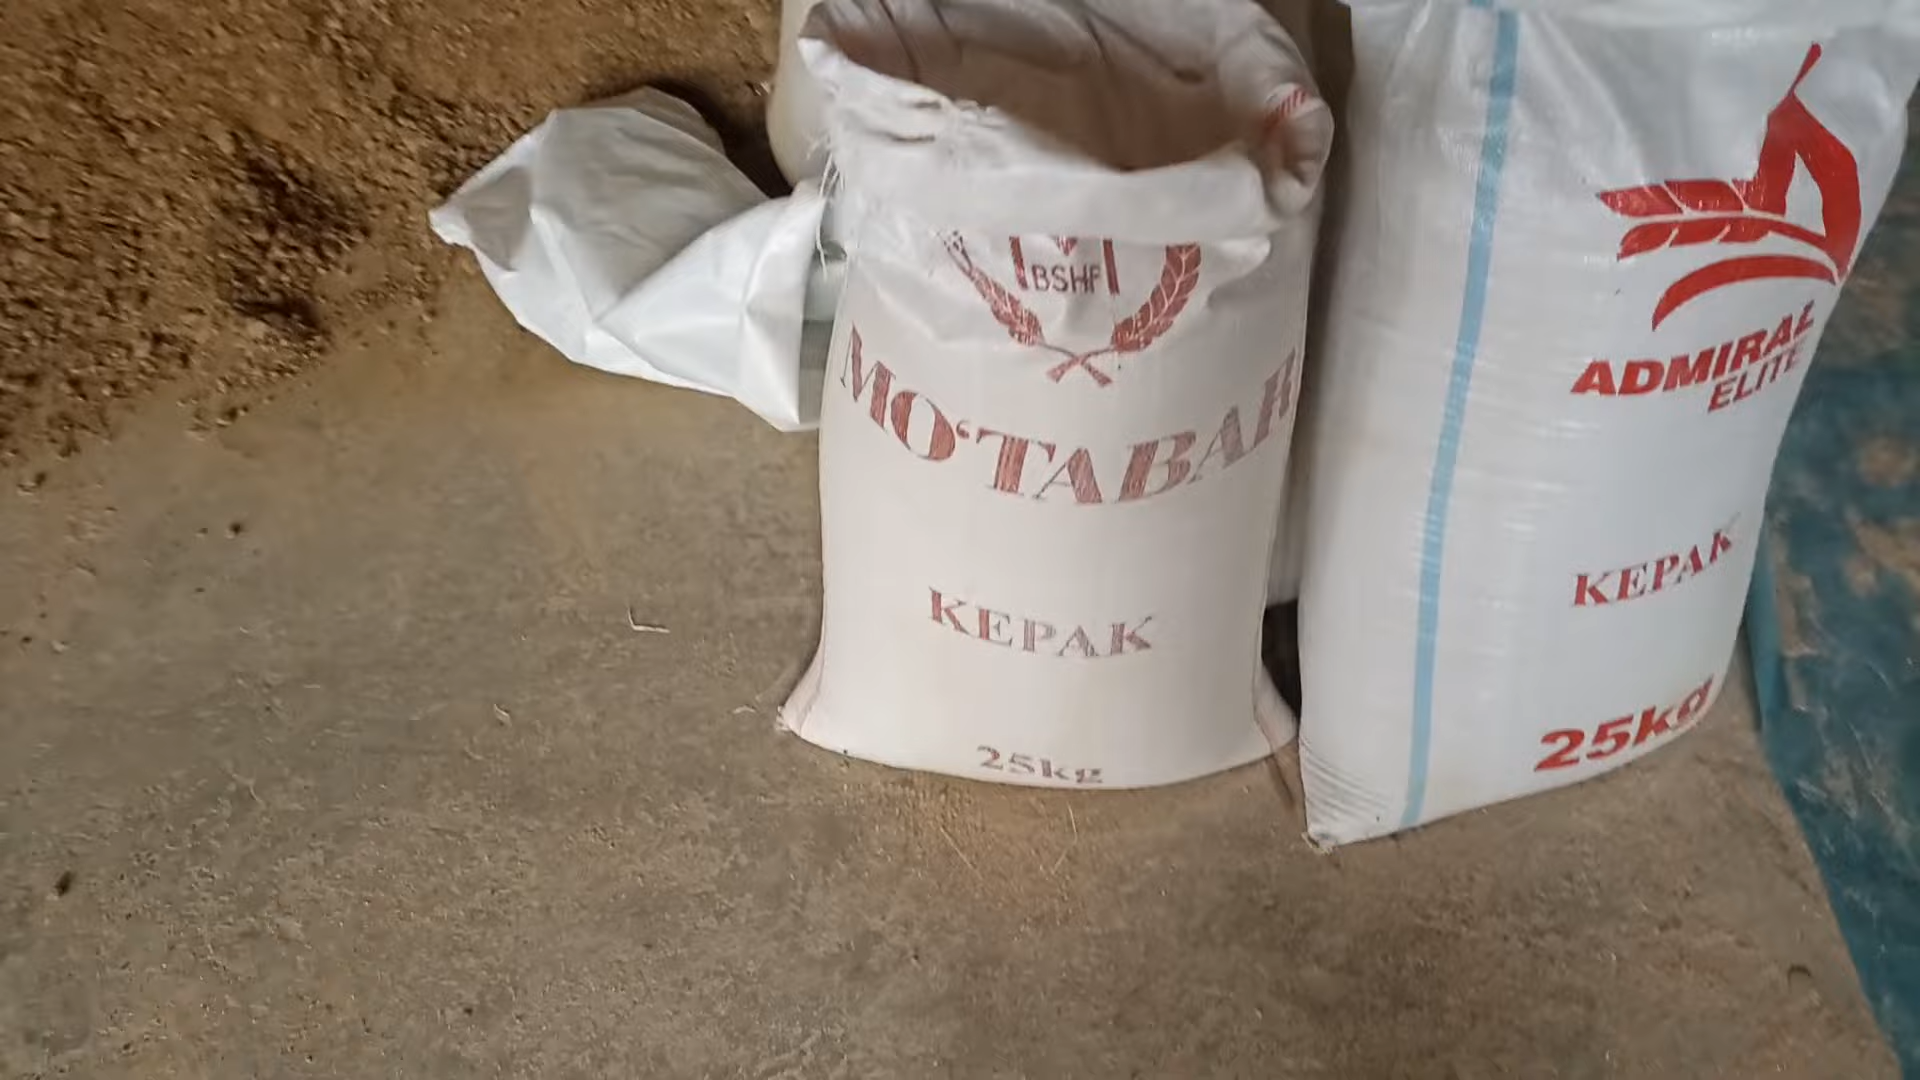 BSHF
MO‘TABAR
KEPAK
25kg
ADMIRAL
ELITE
KEPAK
25kg